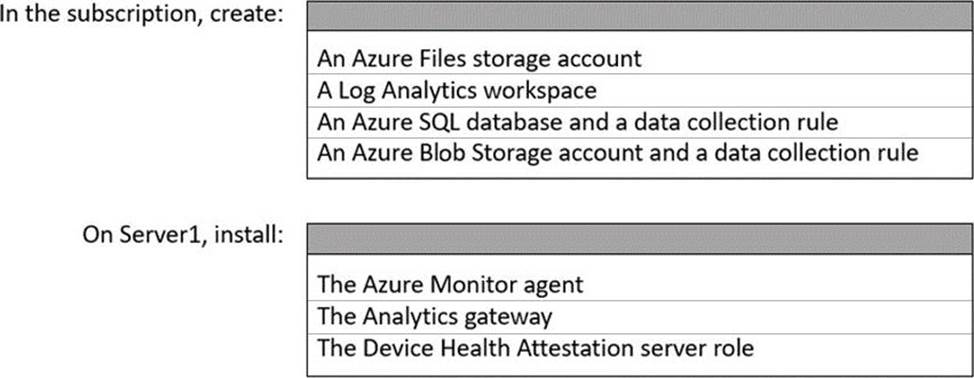 In the subscription, create:
An Azure Files storage account
A Log Analytics workspace
An Azure SQL database and a data collection rule
An Azure Blob Storage account and a data collection rule
On Server1, install:
The Azure Monitor agent
The Analytics gateway
The Device Health Attestation server role